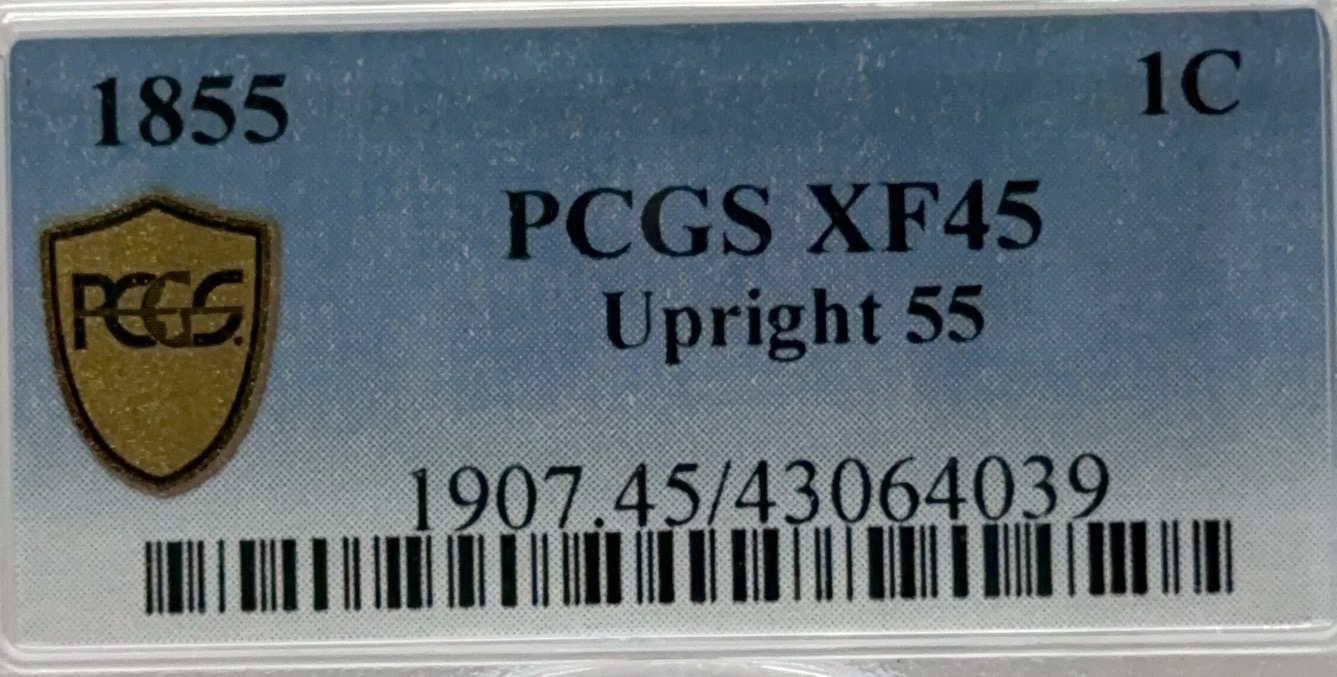 1855 1C
PCGS XF45
Upright 55
PCGS.
1907.45/43064039